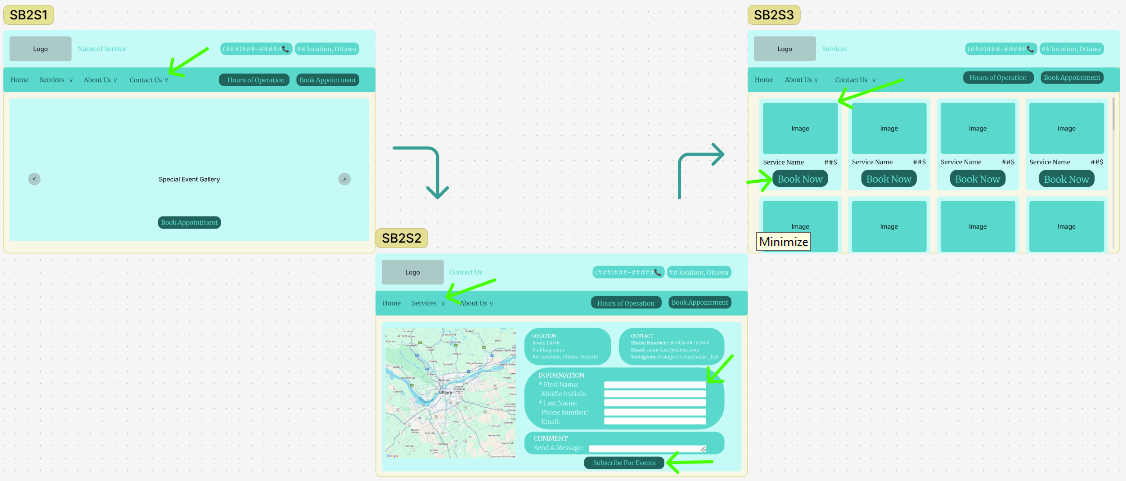 SB2S1
Logo
Name of Service
## location, Ottawa
Home Services ∨ About Us ∨ Contact Us ∨
Hours of Operation
Book Appointment
<
Special Event Gallery
>
Book Appointment
SB2S2
Logo
Contact Us
## location, Ottawa
Home Services ∨ About Us ∨
Hours of Operation
Book Appointment
LOCATION
## Location, Ottawa, Ontario
CONTACT
Phone Number:
Email
Instagram:
Ottawa
Google
INFORMATION
* First Name:
Middle Initials:
* Last Name:
Phone Number:
Email:
COMMENT
Send A Message:
Subscribe For Events
SB2S3
Logo
Services
## location, Ottawa
Home About Us ∨ Contact Us ∨
Hours of Operation
Book Appointment
Image Image Image Image
Service Name ##$ Service Name ##$ Service Name ##$ Service Name ##$
Book Now Book Now Book Now Book Now
Image Image Image Image
Minimize